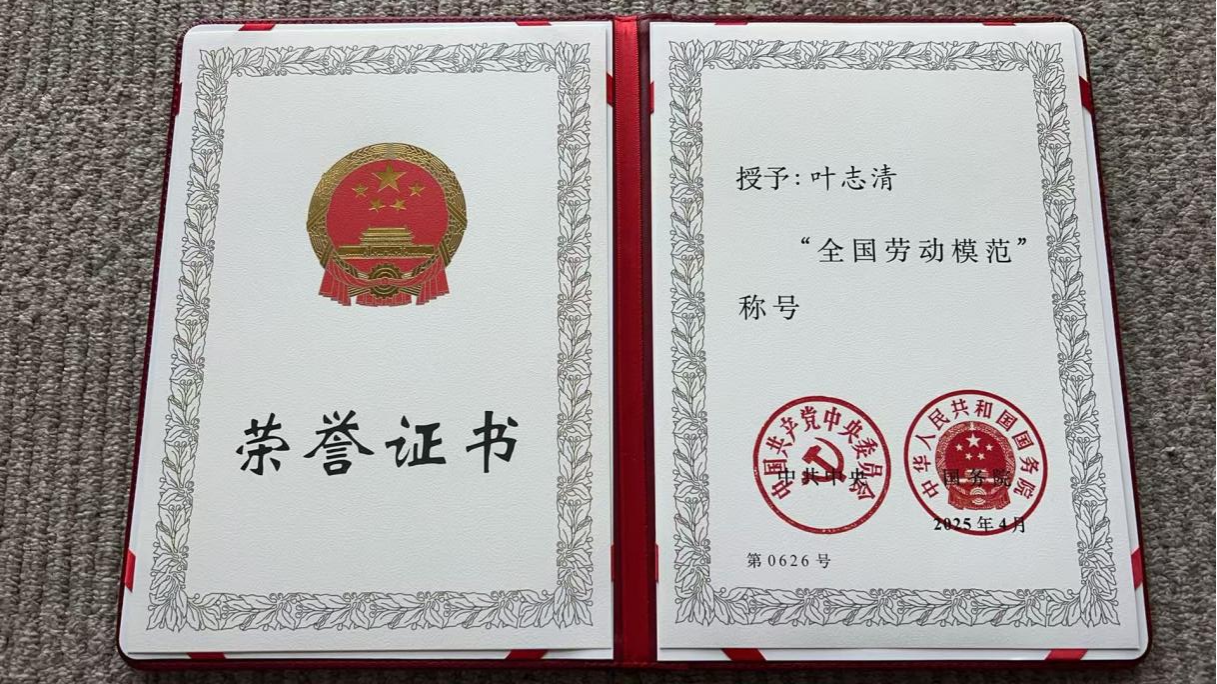 荣誉证书
授予：叶志清
“全国劳动模范”
称号
中国共产党中央委员会
中共中央
中华人民共和国国务院
国务院
2025年4月
第0626号